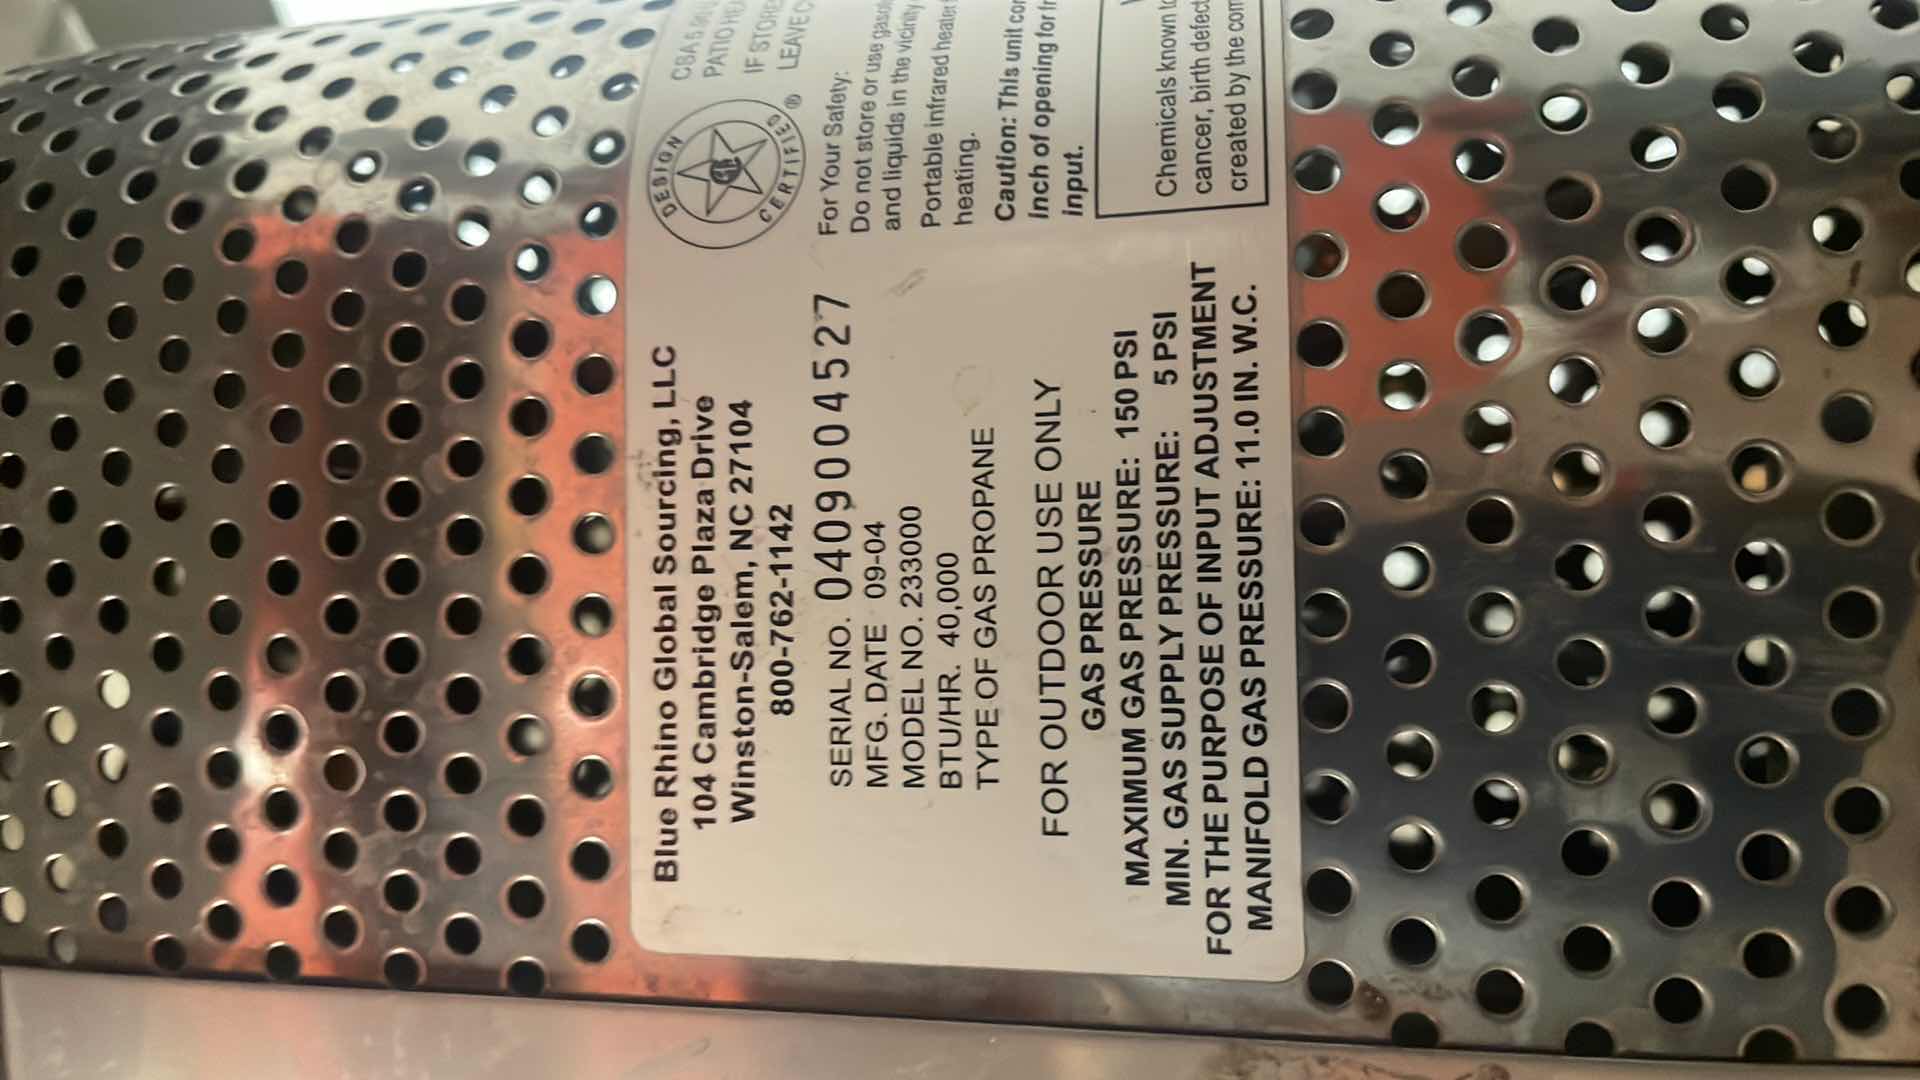 Blue Rhino Global Sourcing, LLC
104 Cambridge Plaza Drive
Winston-Salem, NC 27104
800-762-1142
SERIAL NO. 0409004527
MFG. DATE 09-04
MODEL NO. 233000
BTU/HR. 40,000
TYPE OF GAS PROPANE
FOR OUTDOOR USE ONLY
GAS PRESSURE
MAXIMUM GAS PRESSURE: 150 PSI
MIN. GAS SUPPLY PRESSURE: 5 PSI
FOR THE PURPOSE OF INPUT ADJUSTMENT
MANIFOLD GAS PRESSURE: 11.0 IN. W.C.
DESIGN
CERTIFIED
®
PATIO
IF
For Your Safety:
Do not store or use
and liquids in the vicinity
Portable infrared heater
heating.
Caution: This unit
Inch of opening for
input.
Chemicals known
cancer, birth
created by the